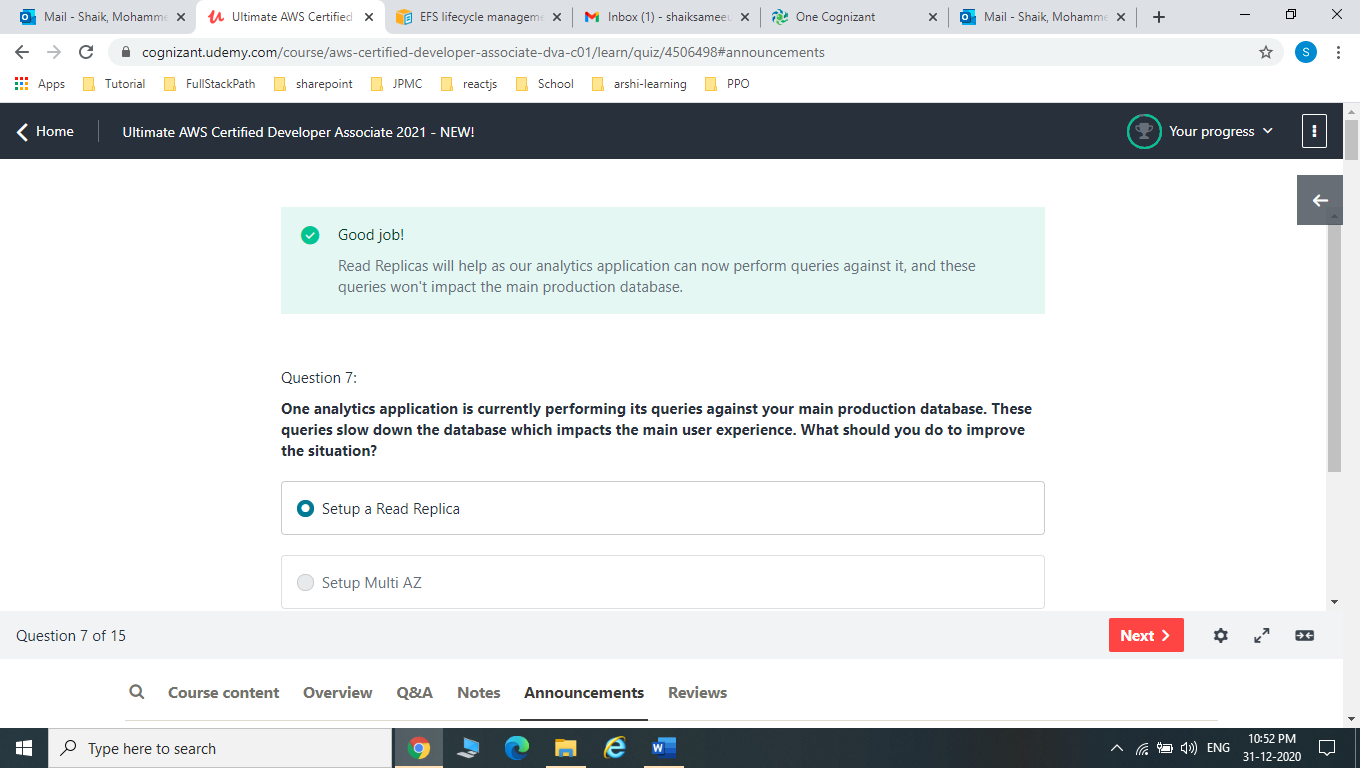 Mail - Shaik, Mohamme
Ultimate AWS Certified
EFS lifecycle manageme
Inbox (1) - shaiksameeu
One Cognizant
Mail - Shaik, Mohamme
cognizant.udemy.com/course/aws-certified-developer-associate-dva-c01/learn/quiz/4506498#announcements
S
Apps
Tutorial
FullStackPath
sharepoint
JPMC
reactjs
School
arshi-learning
PPO
Home
Ultimate AWS Certified Developer Associate 2021 - NEW!
Your progress
Good job!
Read Replicas will help as our analytics application can now perform queries against it, and these
queries won't impact the main production database.
Question 7:
One analytics application is currently performing its queries against your main production database. These
queries slow down the database which impacts the main user experience. What should you do to improve
the situation?
Setup a Read Replica
Setup Multi AZ
Question 7 of 15
Next
Course content
Overview
Q&A
Notes
Announcements
Reviews
Type here to search
ENG
10:52 PM
31-12-2020